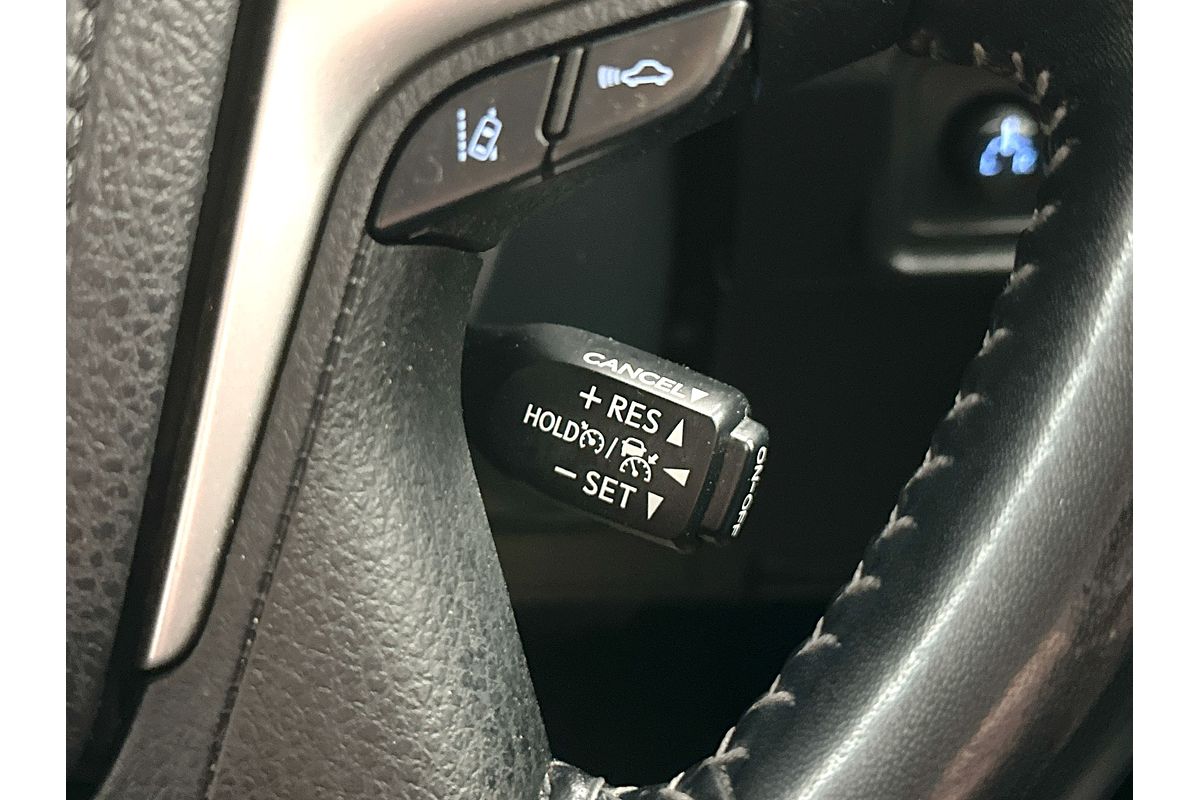 CANCEL▼
+ RES ▲
HOLD / ◀
− SET ▼
ON-OFF